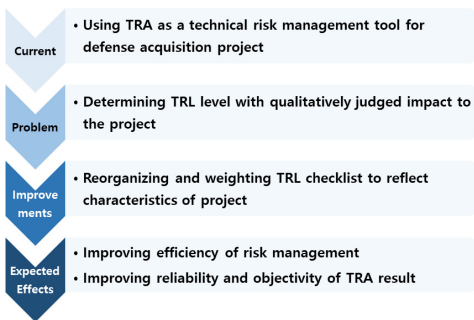 Current
• Using TRA as a technical risk management tool for
defense acquisition project
Problem
• Determining TRL level with qualitatively judged impact to
the project
Improve
ments
• Reorganizing and weighting TRL checklist to reflect
characteristics of project
Expected
Effects
• Improving efficiency of risk management
• Improving reliability and objectivity of TRA result